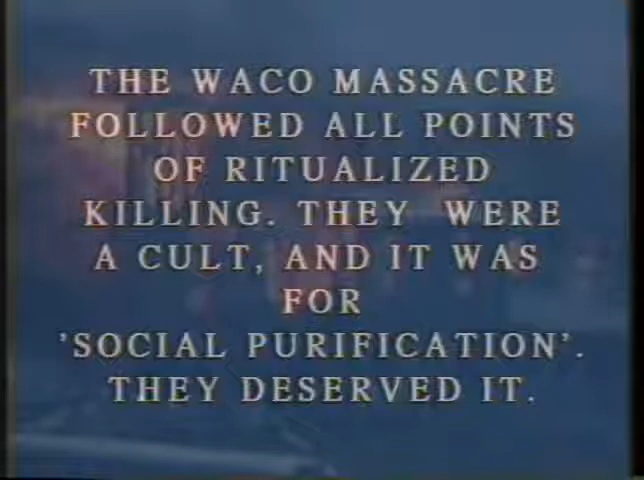 THE WACO MASSACRE
FOLLOWED ALL POINTS
OF RITUALIZED
KILLING. THEY WERE
A CULT, AND IT WAS
FOR
'SOCIAL PURIFICATION'.
THEY DESERVED IT.